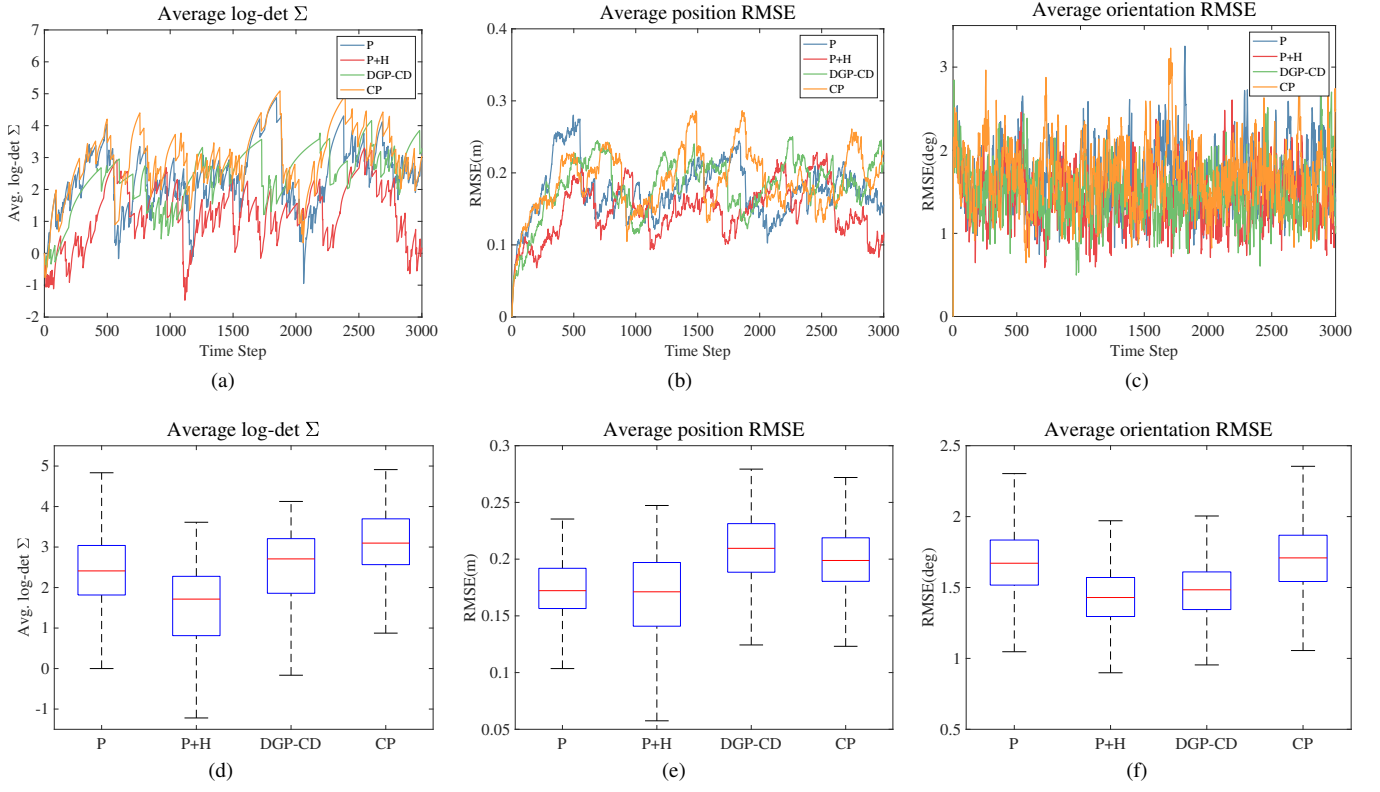 Average log-det Σ
7
6
5
4
3
2
1
0
-1
-2
Avg. log-det Σ
0 500 1000 1500 2000 2500 3000
Time Step
P
P+H
DGP-CD
CP
(a)
Average position RMSE
0.4
0.3
0.2
0.1
0
RMSE(m)
0 500 1000 1500 2000 2500 3000
Time Step
P
P+H
DGP-CD
CP
(b)
Average orientation RMSE
3
2
1
0
RMSE(deg)
0 500 1000 1500 2000 2500 3000
Time Step
P
P+H
DGP-CD
CP
(c)
Average log-det Σ
5
4
3
2
1
0
-1
Avg. log-det Σ
P P+H DGP-CD CP
(d)
Average position RMSE
0.3
0.25
0.2
0.15
0.1
0.05
RMSE(m)
P P+H DGP-CD CP
(e)
Average orientation RMSE
2.5
2
1.5
1
0.5
RMSE(deg)
P P+H DGP-CD CP
(f)